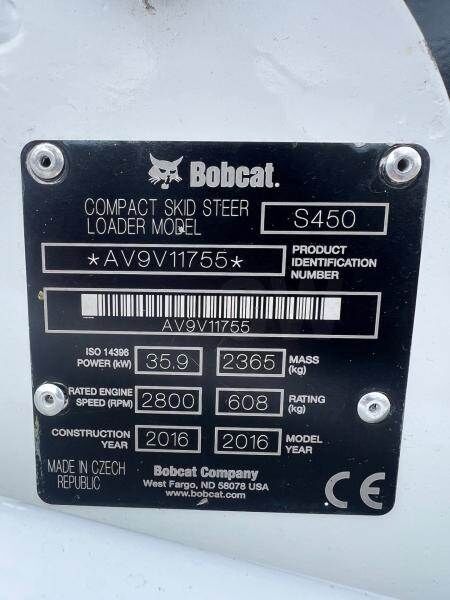 Bobcat.
COMPACT SKID STEER
LOADER MODEL
S450
*AV9V11755*
PRODUCT
IDENTIFICATION
NUMBER
AV9V11755
ISO 14396
POWER (kW)
35.9
2365
MASS
(kg)
RATED ENGINE
SPEED (RPM)
2800
608
RATING
(kg)
CONSTRUCTION
YEAR
2016
2016
MODEL
YEAR
MADE IN CZECH
REPUBLIC
Bobcat Company
West Fargo, ND 58078 USA
www.bobcat.com
CE